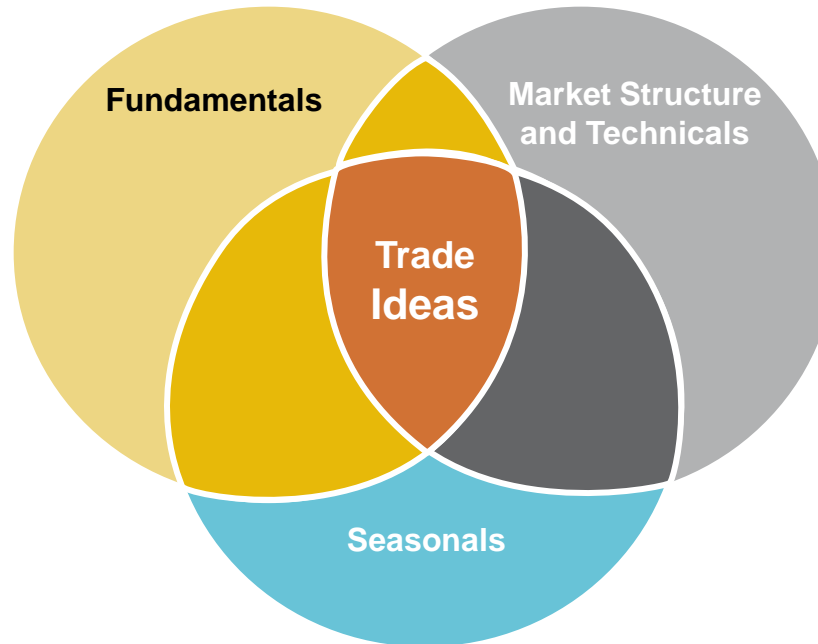 Fundamentals
Market Structure
and Technicals
Trade
Ideas
Seasonals